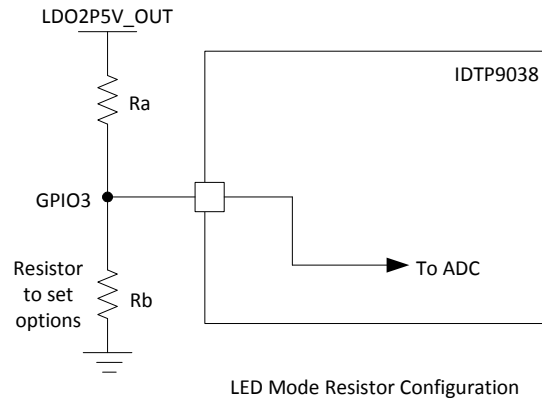 LDO2P5V_OUT
IDTP9038
Ra
GPIO3
Resistor
to set
options
Rb
To ADC
LED Mode Resistor Configuration